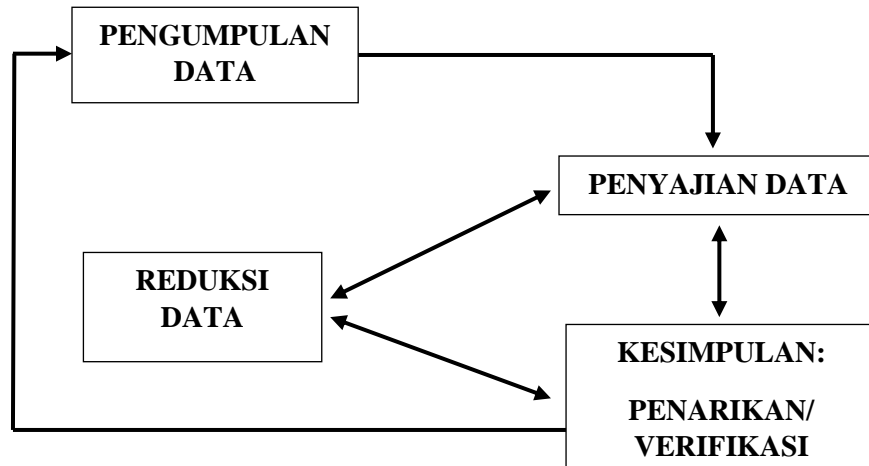 PENGUMPULAN
DATA
PENYAJIAN DATA
REDUKSI
DATA
KESIMPULAN:
PENARIKAN/
VERIFIKASI